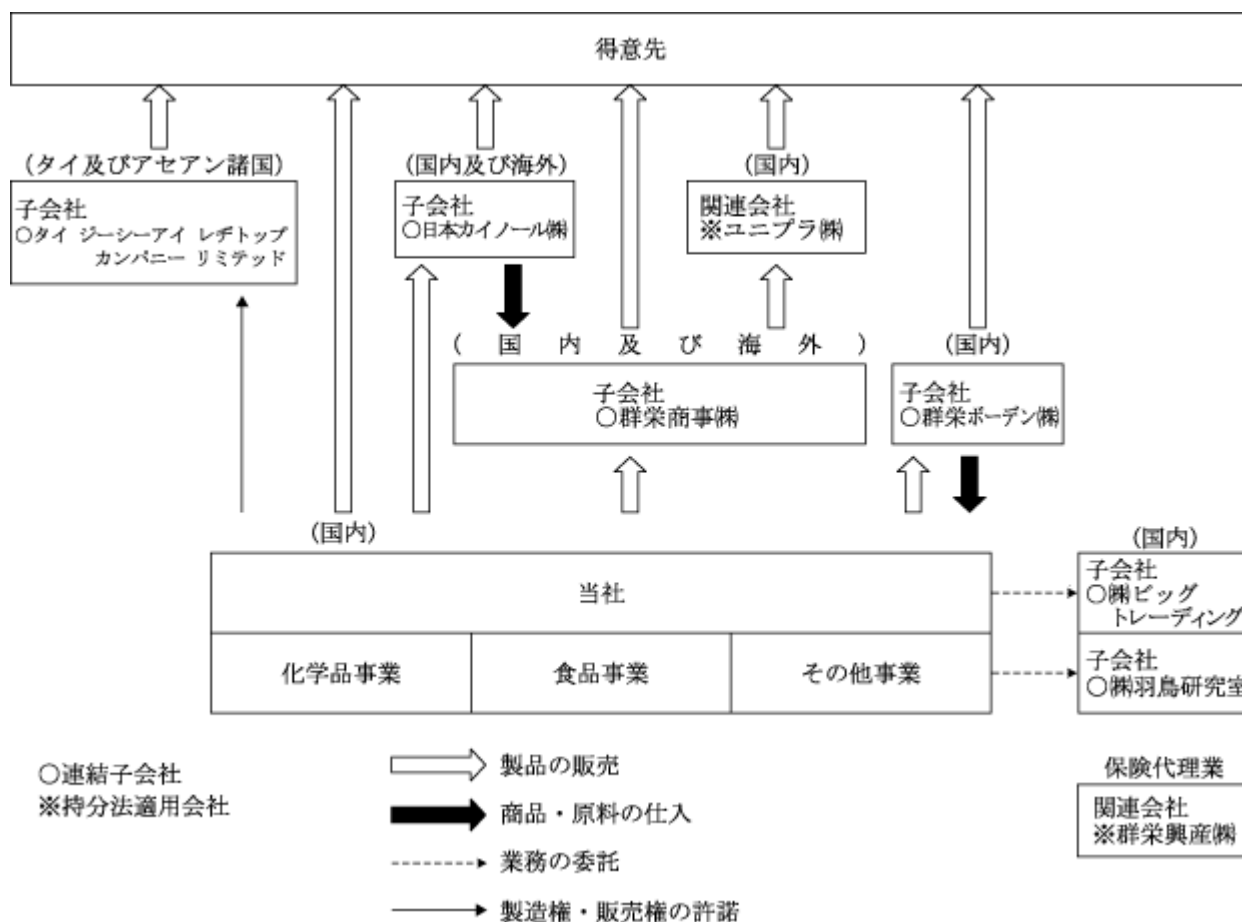 得意先
(タイ及びアセアン諸国)
子会社
○タイ ジーシーアイ レヂトップ
カンパニー リミテッド
(国内及び海外)
子会社
○日本カイノール㈱
(国内)
関連会社
※ユニプラ㈱
(国内及び海外)
子会社
○群栄商事㈱
(国内)
子会社
○群栄ボーデン㈱
(国内)
当社
化学品事業
食品事業
その他事業
(国内)
子会社
○㈱ビッグ
トレーディング
子会社
○㈱羽鳥研究室
○連結子会社
※持分法適用会社
製品の販売
商品・原料の仕入
業務の委託
製造権・販売権の許諾
保険代理業
関連会社
※群栄興産㈱